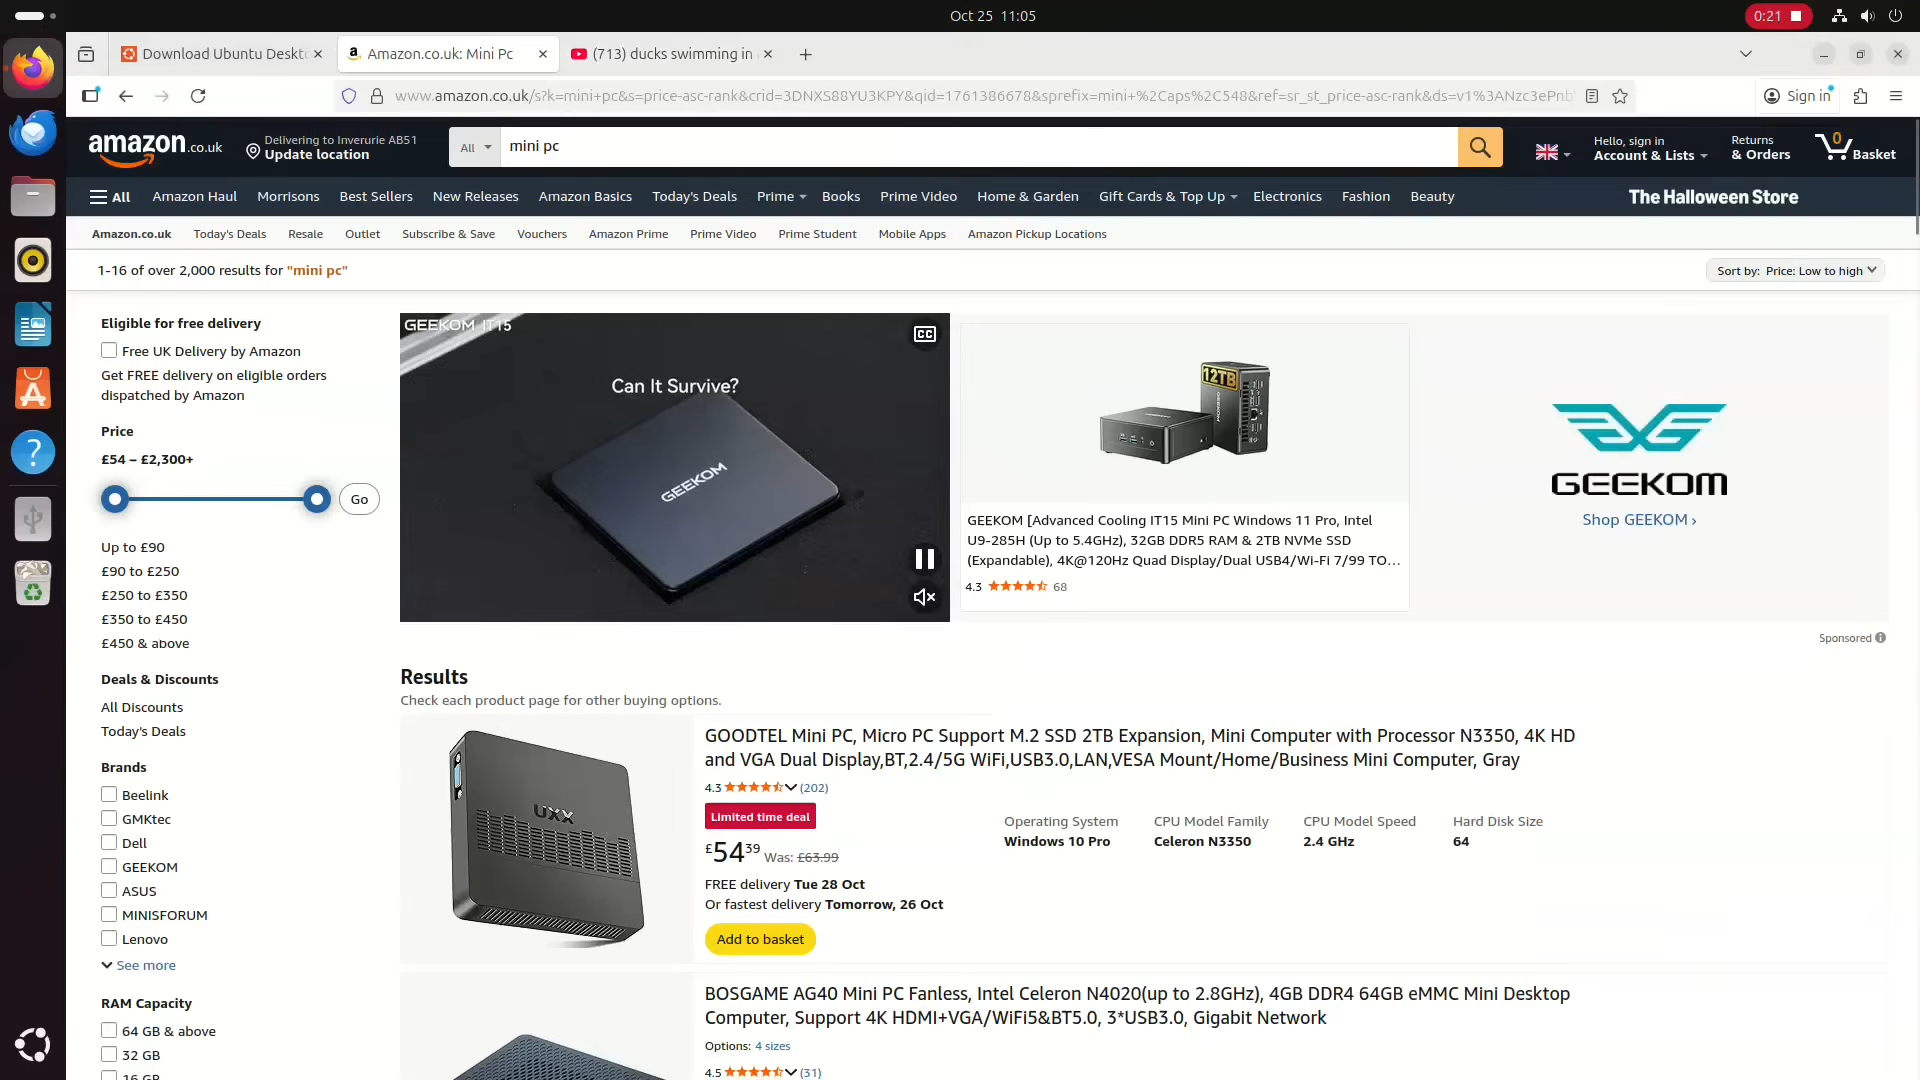 Oct 25 11:05
0:21
Download Ubuntu Deskto
Amazon.co.uk: Mini Pc
(713) ducks swimming in
www.amazon.co.uk/s?k=mini+pc&s=price-asc-rank&crid=3DNXS88YU3KPY&qid=1761386678&sprefix=mini+%2Caps%2C548&ref=sr_st_price-asc-rank&ds=v1%3ANzc3ePnb
Sign in
amazon.co.uk
Delivering to Inverurie AB51
Update location
All
mini pc
Hello, sign in
Account & Lists
Returns
& Orders
0
Basket
All
Amazon Haul
Morrisons
Best Sellers
New Releases
Amazon Basics
Today's Deals
Prime
Books
Prime Video
Home & Garden
Gift Cards & Top Up
Electronics
Fashion
Beauty
The Halloween Store
Amazon.co.uk
Today's Deals
Resale
Outlet
Subscribe & Save
Vouchers
Amazon Prime
Prime Video
Prime Student
Mobile Apps
Amazon Pickup Locations
1-16 of over 2,000 results for "mini pc"
Sort by: Price: Low to high
Eligible for free delivery
Free UK Delivery by Amazon
Get FREE delivery on eligible orders
dispatched by Amazon
Price
£54 – £2,300+
Go
Up to £90
£90 to £250
£250 to £350
£350 to £450
£450 & above
Deals & Discounts
All Discounts
Today's Deals
Brands
Beelink
GMKtec
Dell
GEEKOM
ASUS
MINISFORUM
Lenovo
See more
RAM Capacity
64 GB & above
32 GB
16 GB
GEEKOM IT15
CC
Can It Survive?
GEEKOM
12TB
GEEKOM [Advanced Cooling IT15 Mini PC Windows 11 Pro, Intel
U9-285H (Up to 5.4GHz), 32GB DDR5 RAM & 2TB NVMe SSD
(Expandable), 4K@120Hz Quad Display/Dual USB4/Wi-Fi 7/99 TO...
4.3
68
GEEKOM
Shop GEEKOM ›
Sponsored
Results
Check each product page for other buying options.
UXX
GOODTEL Mini PC, Micro PC Support M.2 SSD 2TB Expansion, Mini Computer with Processor N3350, 4K HD
and VGA Dual Display,BT,2.4/5G WiFi,USB3.0,LAN,VESA Mount/Home/Business Mini Computer, Gray
4.3
(202)
Limited time deal
£54 39 Was: £63.99
FREE delivery Tue 28 Oct
Or fastest delivery Tomorrow, 26 Oct
Add to basket
Operating System
Windows 10 Pro
CPU Model Family
Celeron N3350
CPU Model Speed
2.4 GHz
Hard Disk Size
64
BOSGAME AG40 Mini PC Fanless, Intel Celeron N4020(up to 2.8GHz), 4GB DDR4 64GB eMMC Mini Desktop
Computer, Support 4K HDMI+VGA/WiFi5&BT5.0, 3*USB3.0, Gigabit Network
Options: 4 sizes
4.5
(31)